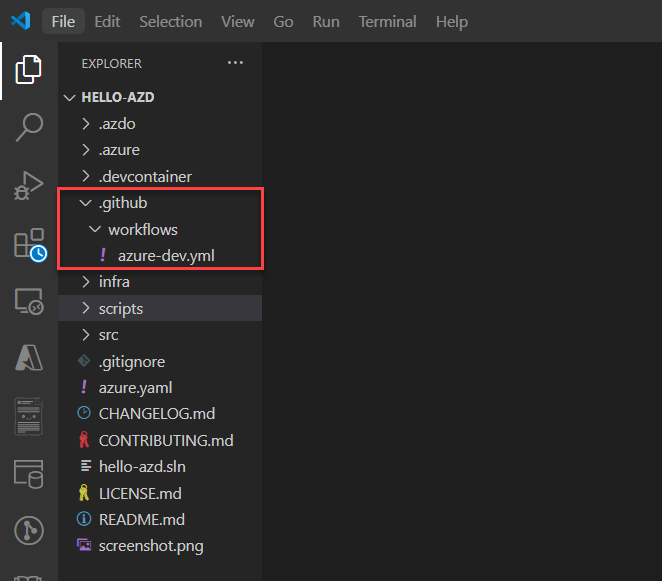 File Edit Selection View Go Run Terminal Help
EXPLORER ...
HELLO-AZD
.azdo
.azure
.devcontainer
.github
workflows
! azure-dev.yml
infra
scripts
src
.gitignore
! azure.yaml
CHANGELOG.md
CONTRIBUTING.md
hello-azd.sln
LICENSE.md
README.md
screenshot.png